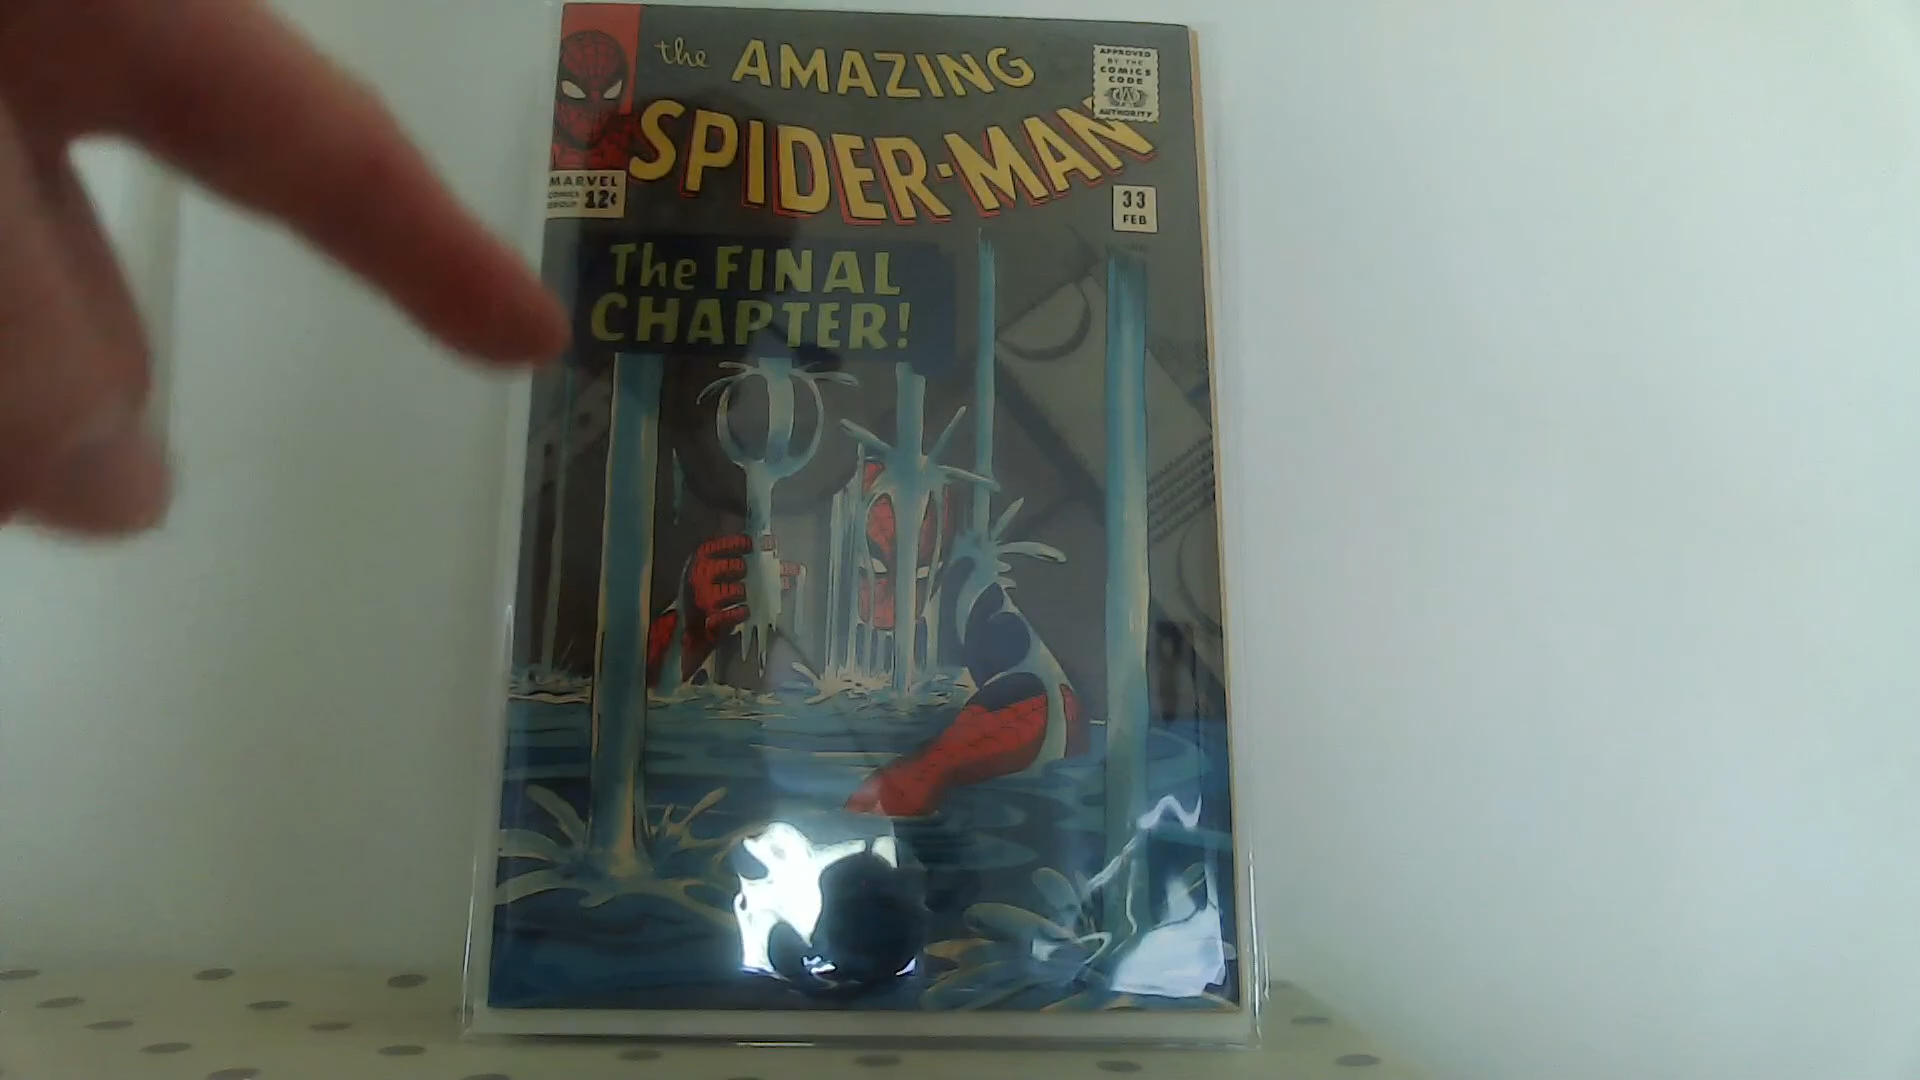 the AMAZING
SPIDER-MAN
APPROVED
BY THE
COMICS
CODE
AUTHORITY
MARVEL
COMICS
GROUP 12¢
33
FEB
The FINAL
CHAPTER!